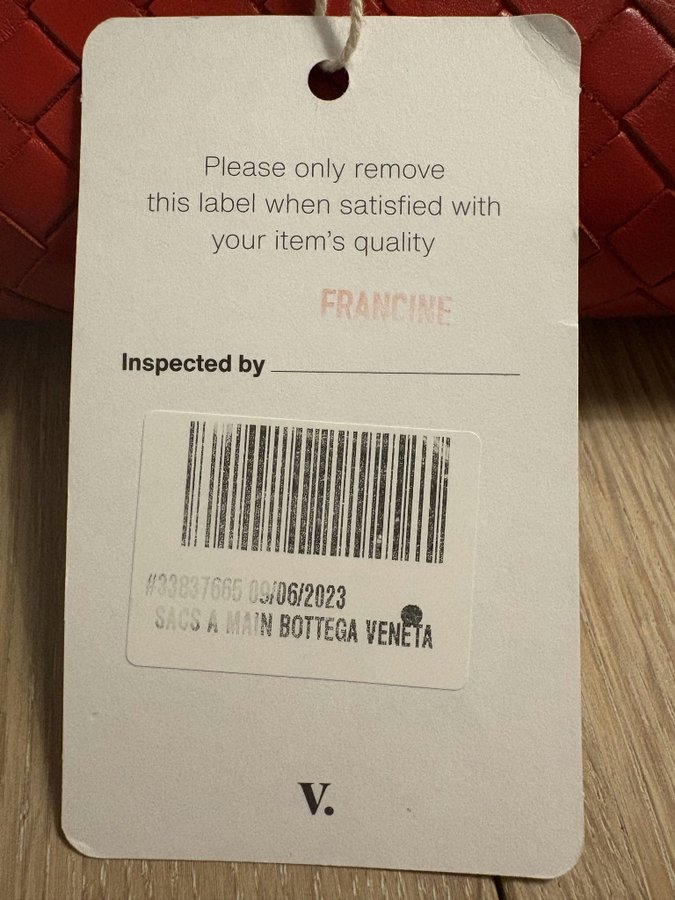 Please only remove
this label when satisfied with
your item's quality
FRANCINE
Inspected by
#33837665 09/06/2023
SACS A MAIN BOTTEGA VENETA
V.